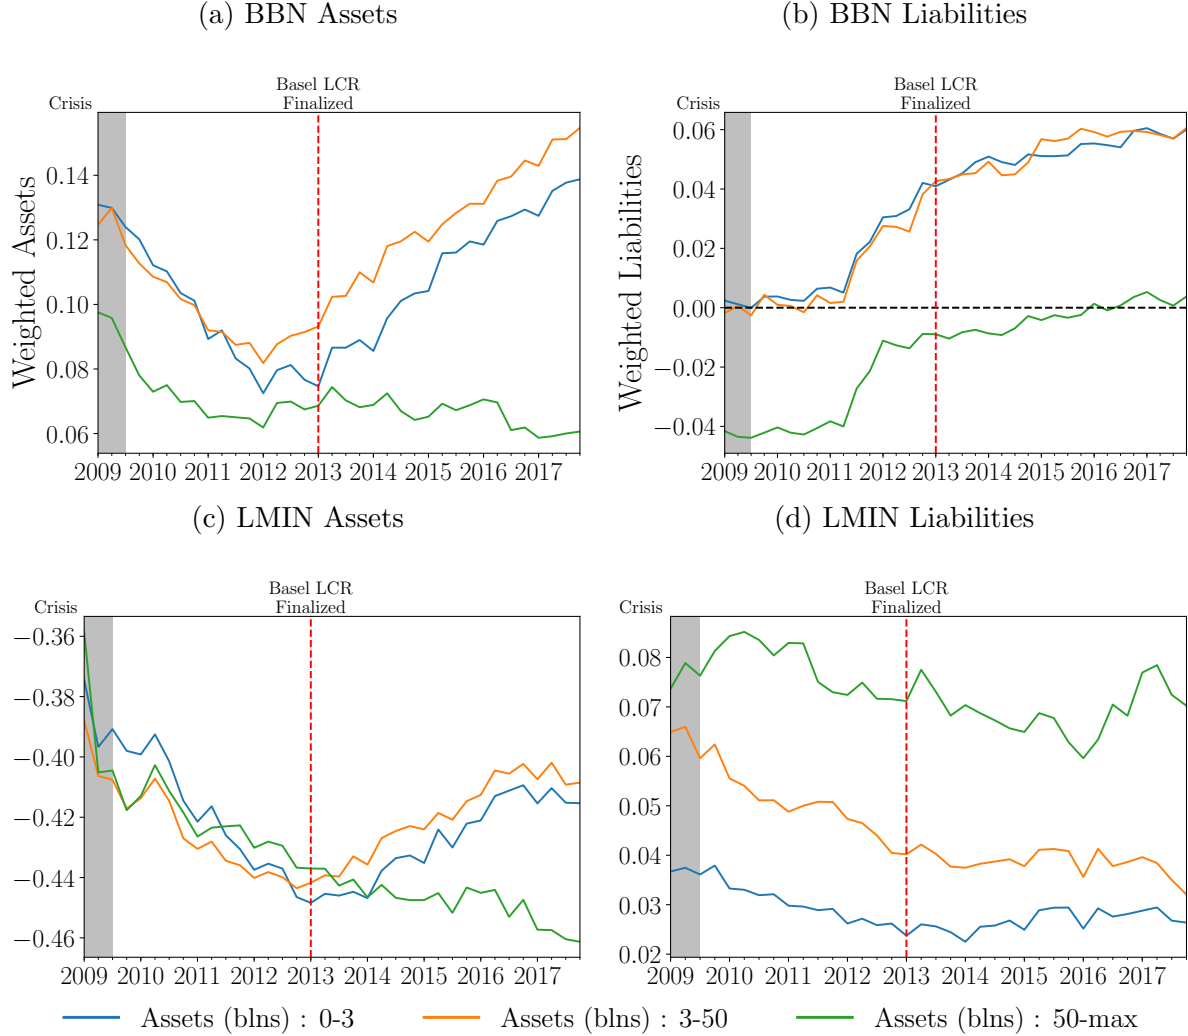 (a) BBN Assets
(b) BBN Liabilities
Crisis
Basel LCR
Finalized
Weighted Assets
0.14
0.12
0.10
0.08
0.06
2009 2010 2011 2012 2013 2014 2015 2016 2017
Crisis
Basel LCR
Finalized
Weighted Liabilities
0.06
0.04
0.02
0.00
−0.02
−0.04
2009 2010 2011 2012 2013 2014 2015 2016 2017
(c) LMIN Assets
(d) LMIN Liabilities
Crisis
Basel LCR
Finalized
−0.36
−0.38
−0.40
−0.42
−0.44
−0.46
2009 2010 2011 2012 2013 2014 2015 2016 2017
Crisis
Basel LCR
Finalized
0.08
0.07
0.06
0.05
0.04
0.03
0.02
2009 2010 2011 2012 2013 2014 2015 2016 2017
Assets (blns) : 0-3
Assets (blns) : 3-50
Assets (blns) : 50-max